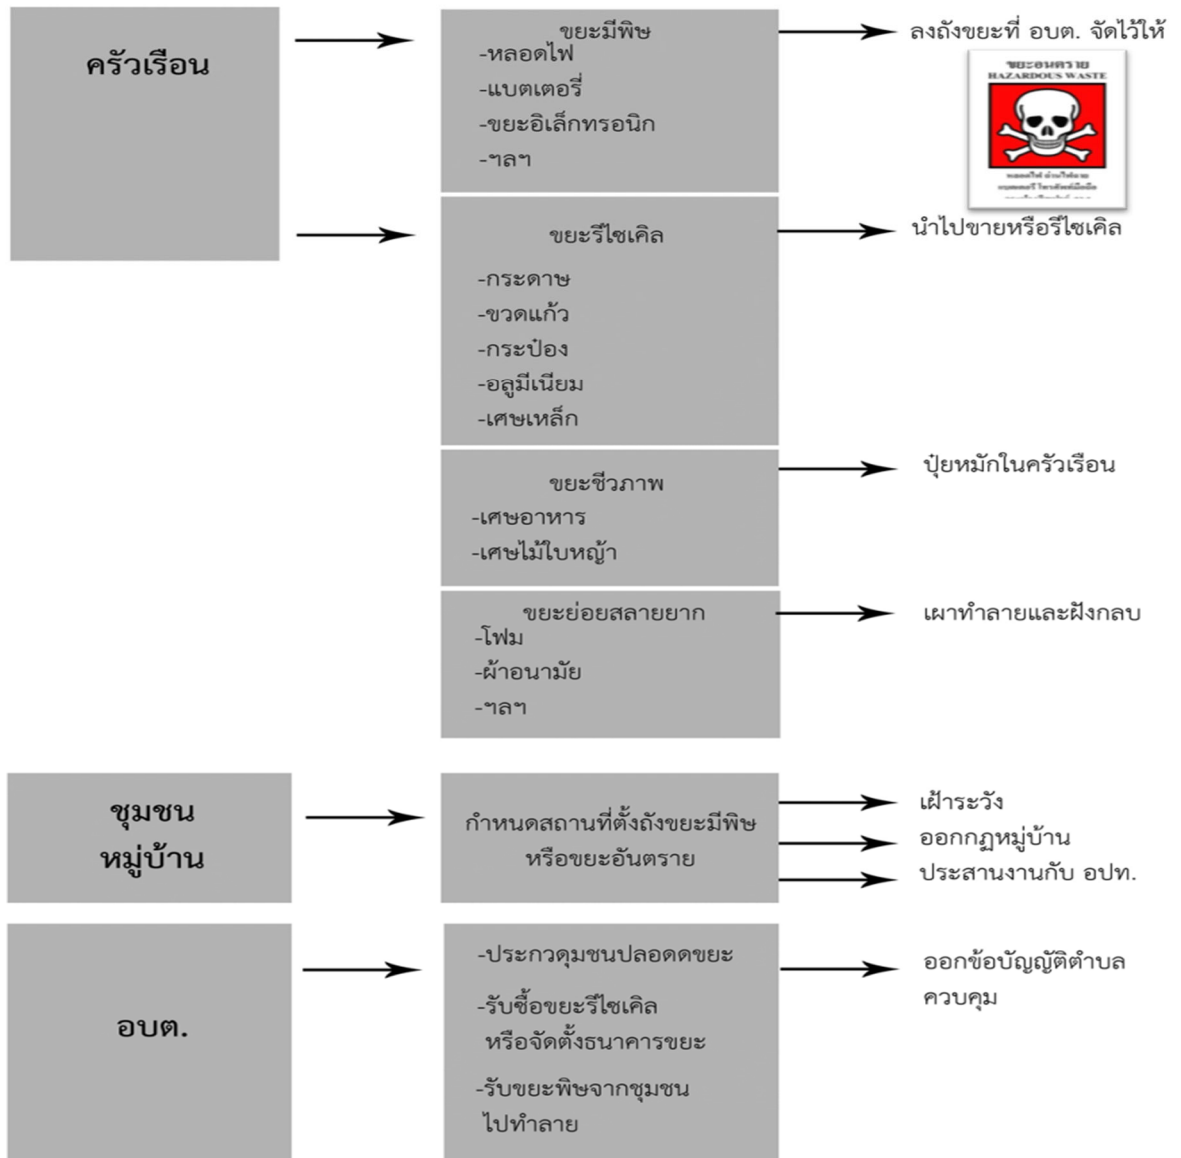 ครัวเรือน
ขยะมีพิษ
-หลอดไฟ
-แบตเตอรี่
-ขยะอิเล็กทรอนิก
-ฯลฯ
ลงถังขยะที่ อบต. จัดไว้ให้
ขยะอันตราย
HAZARDOUS WASTE
ขยะรีไซเคิล
-กระดาษ
-ขวดแก้ว
-กระป๋อง
-อลูมีเนียม
-เศษเหล็ก
นำไปขายหรือรีไซเคิล
ขยะชีวภาพ
-เศษอาหาร
-เศษไม้ใบหญ้า
ปุ๋ยหมักในครัวเรือน
ขยะย่อยสลายยาก
-โฟม
-ผ้าอนามัย
-ฯลฯ
เผาทำลายและฝังกลบ
ชุมชน
หมู่บ้าน
กำหนดสถานที่ตั้งถังขยะมีพิษ
หรือขยะอันตราย
เฝ้าระวัง
ออกกฏหมู่บ้าน
ประสานงานกับ อปท.
อบต.
-ประกวดุมชนปลอดดขยะ
-รับซื้อขยะรีไซเคิล
หรือจัดตั้งธนาคารขยะ
-รับขยะพิษจากชุมชน
ไปทำลาย
ออกข้อบัญญัติตำบล
ควบคุม